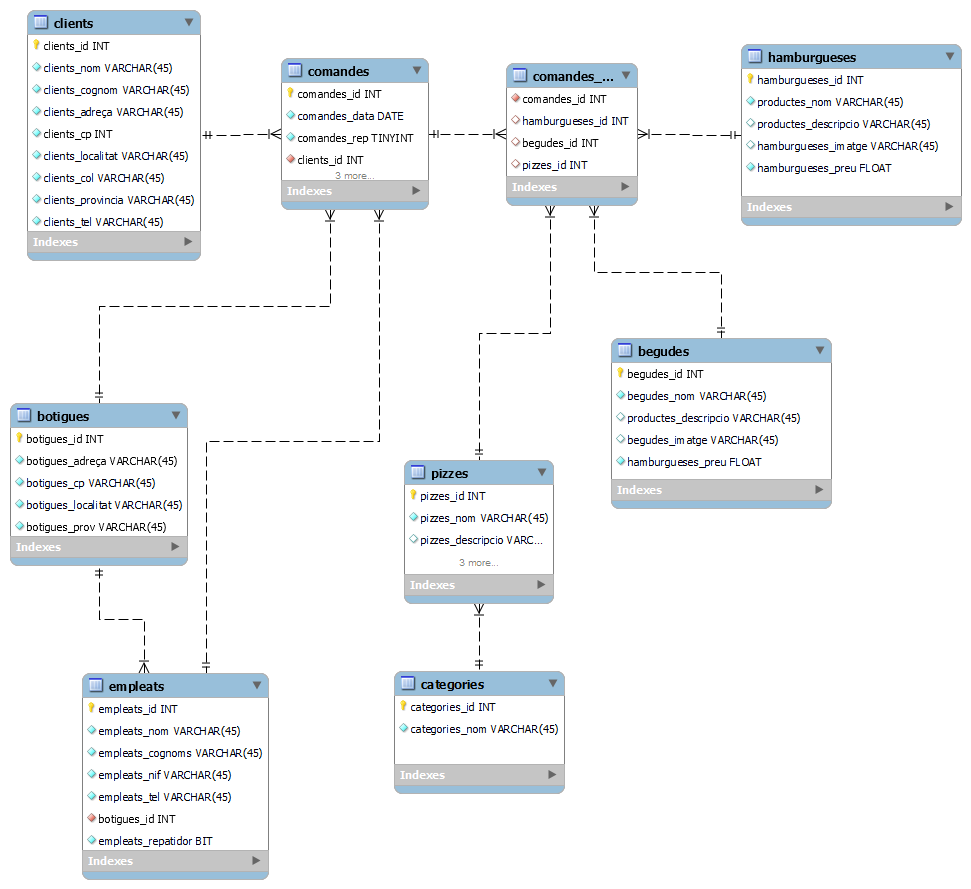 clients
clients_id INT
clients_nom VARCHAR(45)
clients_cognom VARCHAR(45)
clients_adreça VARCHAR(45)
clients_cp INT
clients_localitat VARCHAR(45)
clients_col VARCHAR(45)
clients_provincia VARCHAR(45)
clients_tel VARCHAR(45)
Indexes
comandes
comandes_id INT
comandes_data DATE
comandes_rep TINYINT
clients_id INT
3 more...
Indexes
comandes_...
comandes_id INT
hamburgueses_id INT
begudes_id INT
pizzes_id INT
Indexes
hamburgueses
hamburgueses_id INT
productes_nom VARCHAR(45)
productes_descripcio VARCHAR(45)
hamburgueses_imatge VARCHAR(45)
hamburgueses_preu FLOAT
Indexes
begudes
begudes_id INT
begudes_nom VARCHAR(45)
productes_descripcio VARCHAR(45)
begudes_imatge VARCHAR(45)
hamburgueses_preu FLOAT
Indexes
botigues
botigues_id INT
botigues_adreça VARCHAR(45)
botigues_cp VARCHAR(45)
botigues_localitat VARCHAR(45)
botigues_prov VARCHAR(45)
Indexes
pizzes
pizzes_id INT
pizzes_nom VARCHAR(45)
pizzes_descripcio VARC...
3 more...
Indexes
empleats
empleats_id INT
empleats_nom VARCHAR(45)
empleats_cognoms VARCHAR(45)
empleats_nif VARCHAR(45)
empleats_tel VARCHAR(45)
botigues_id INT
empleats_repatidor BIT
Indexes
categories
categories_id INT
categories_nom VARCHAR(45)
Indexes